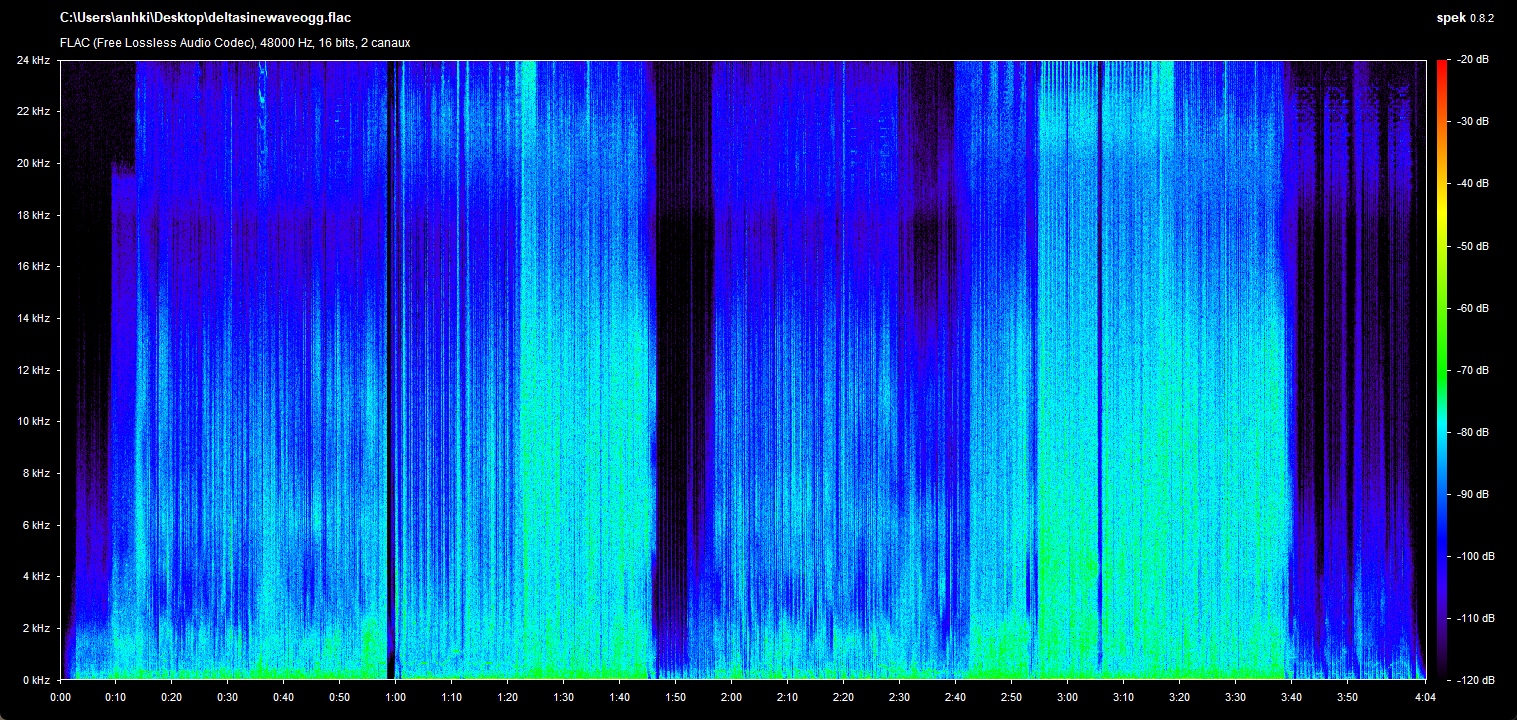 C:\Users\anhki\Desktop\deltasinewaveogg.flac
spek 0.8.2
FLAC (Free Lossless Audio Codec), 48000 Hz, 16 bits, 2 canaux
24 kHz
22 kHz
20 kHz
18 kHz
16 kHz
14 kHz
12 kHz
10 kHz
8 kHz
6 kHz
4 kHz
2 kHz
0 kHz
-20 dB
-30 dB
-40 dB
-50 dB
-60 dB
-70 dB
-80 dB
-90 dB
-100 dB
-110 dB
-120 dB
0:00 0:10 0:20 0:30 0:40 0:50 1:00 1:10 1:20 1:30 1:40 1:50 2:00 2:10 2:20 2:30 2:40 2:50 3:00 3:10 3:20 3:30 3:40 3:50 4:04